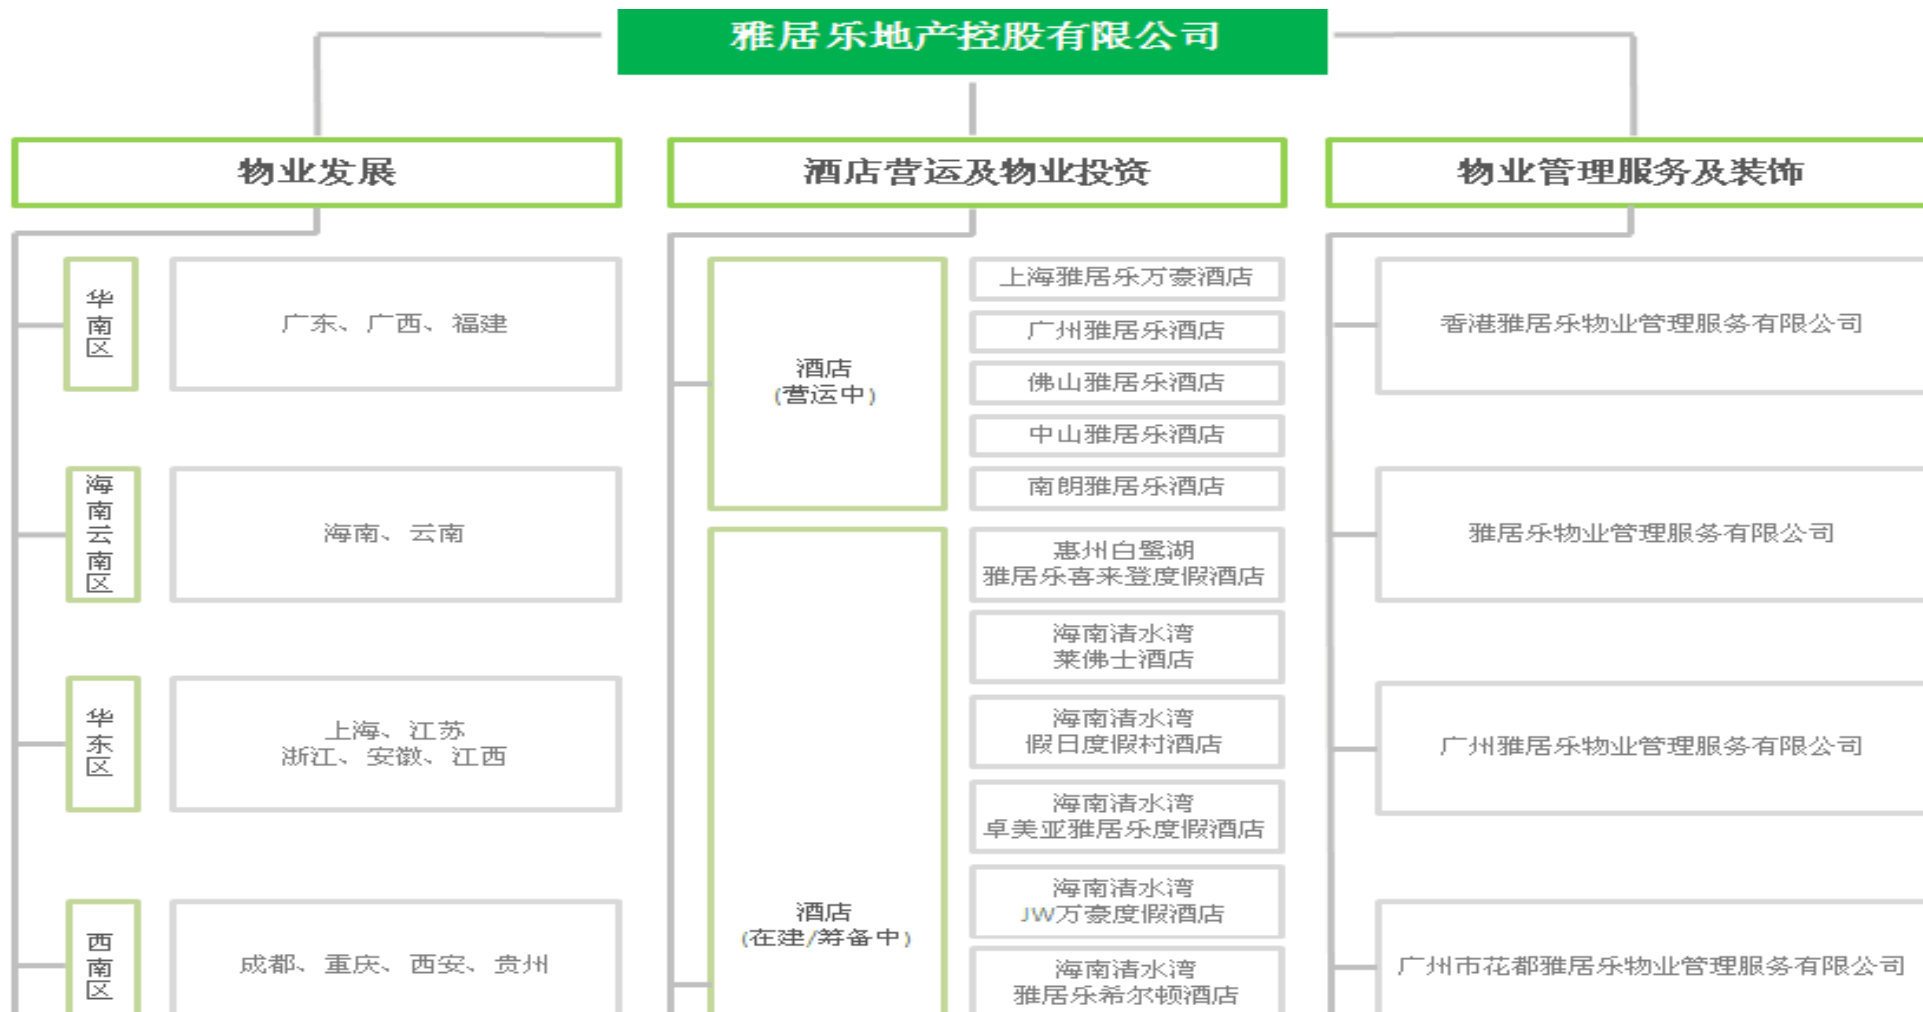 雅居乐地产控股有限公司
物业发展
华南区
广东、广西、福建
海南云南区
海南、云南
华东区
上海、江苏
浙江、安徽、江西
西南区
成都、重庆、西安、贵州
酒店营运及物业投资
酒店
(营运中)
上海雅居乐万豪酒店
广州雅居乐酒店
佛山雅居乐酒店
中山雅居乐酒店
南朗雅居乐酒店
酒店
(在建/筹备中)
惠州白鹭湖
雅居乐喜来登度假酒店
海南清水湾
莱佛士酒店
海南清水湾
假日度假村酒店
海南清水湾
卓美亚雅居乐度假酒店
海南清水湾
JW万豪度假酒店
海南清水湾
雅居乐希尔顿酒店
物业管理服务及装饰
香港雅居乐物业管理服务有限公司
雅居乐物业管理服务有限公司
广州雅居乐物业管理服务有限公司
广州市花都雅居乐物业管理服务有限公司